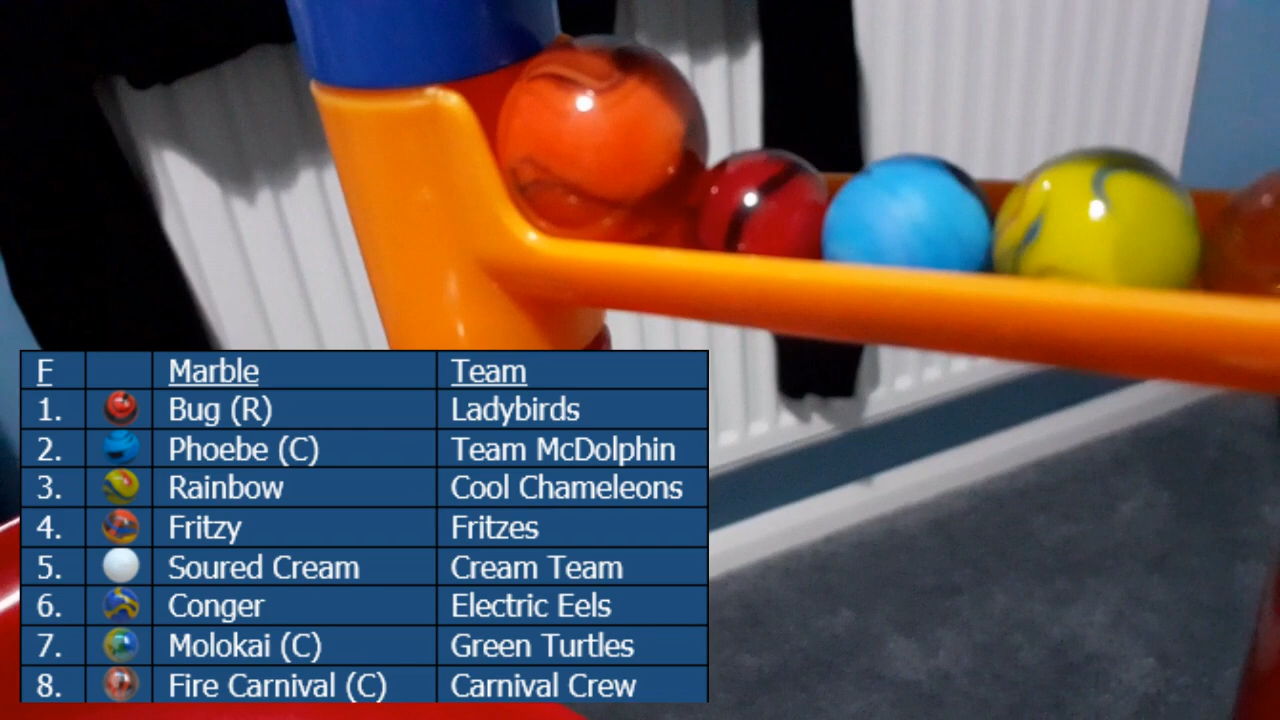 F Marble Team
1. Bug (R) Ladybirds
2. Phoebe (C) Team McDolphin
3. Rainbow Cool Chameleons
4. Fritzy Fritzes
5. Soured Cream Cream Team
6. Conger Electric Eels
7. Molokai (C) Green Turtles
8. Fire Carnival (C) Carnival Crew